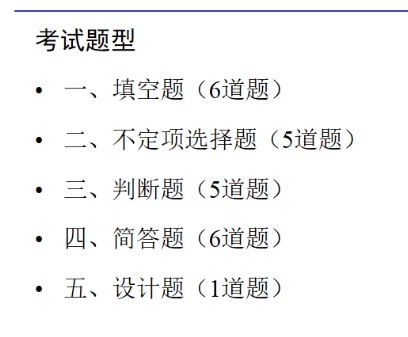 考试题型
• 一、填空题（6道题）
• 二、不定项选择题（5道题）
• 三、判断题（5道题）
• 四、简答题（6道题）
• 五、设计题（1道题）